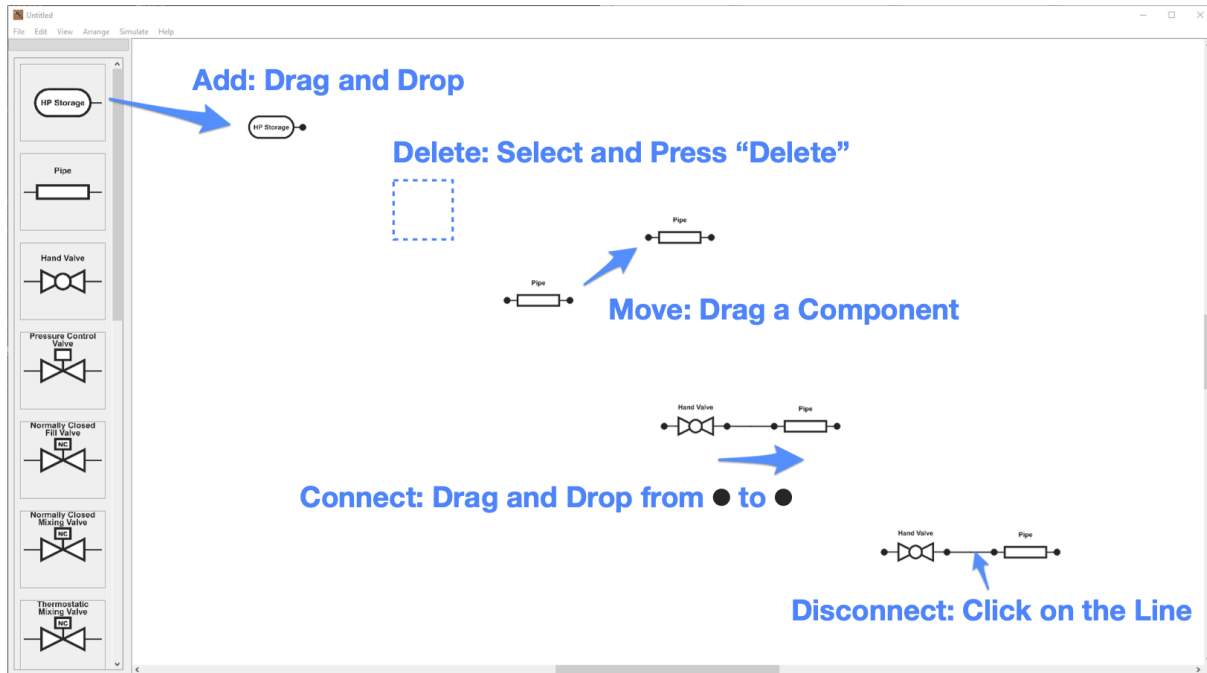 Untitled
File Edit View Arrange Simulate Help
HP Storage
Pipe
Hand Valve
Pressure Control
Valve
Normally Closed
Fill Valve
NC
Normally Closed
Mixing Valve
NC
Thermostatic
Mixing Valve
NC
Add: Drag and Drop
HP Storage
Delete: Select and Press “Delete”
Pipe
Pipe
Move: Drag a Component
Hand Valve
Pipe
Connect: Drag and Drop from ● to ●
Hand Valve
Pipe
Disconnect: Click on the Line